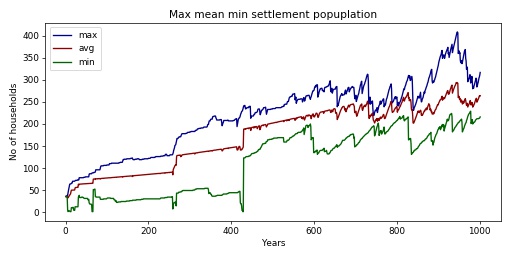 Max mean min settlement popuplation
max
avg
min
No of households
400
350
300
250
200
150
100
50
0
0 200 400 600 800 1000
Years